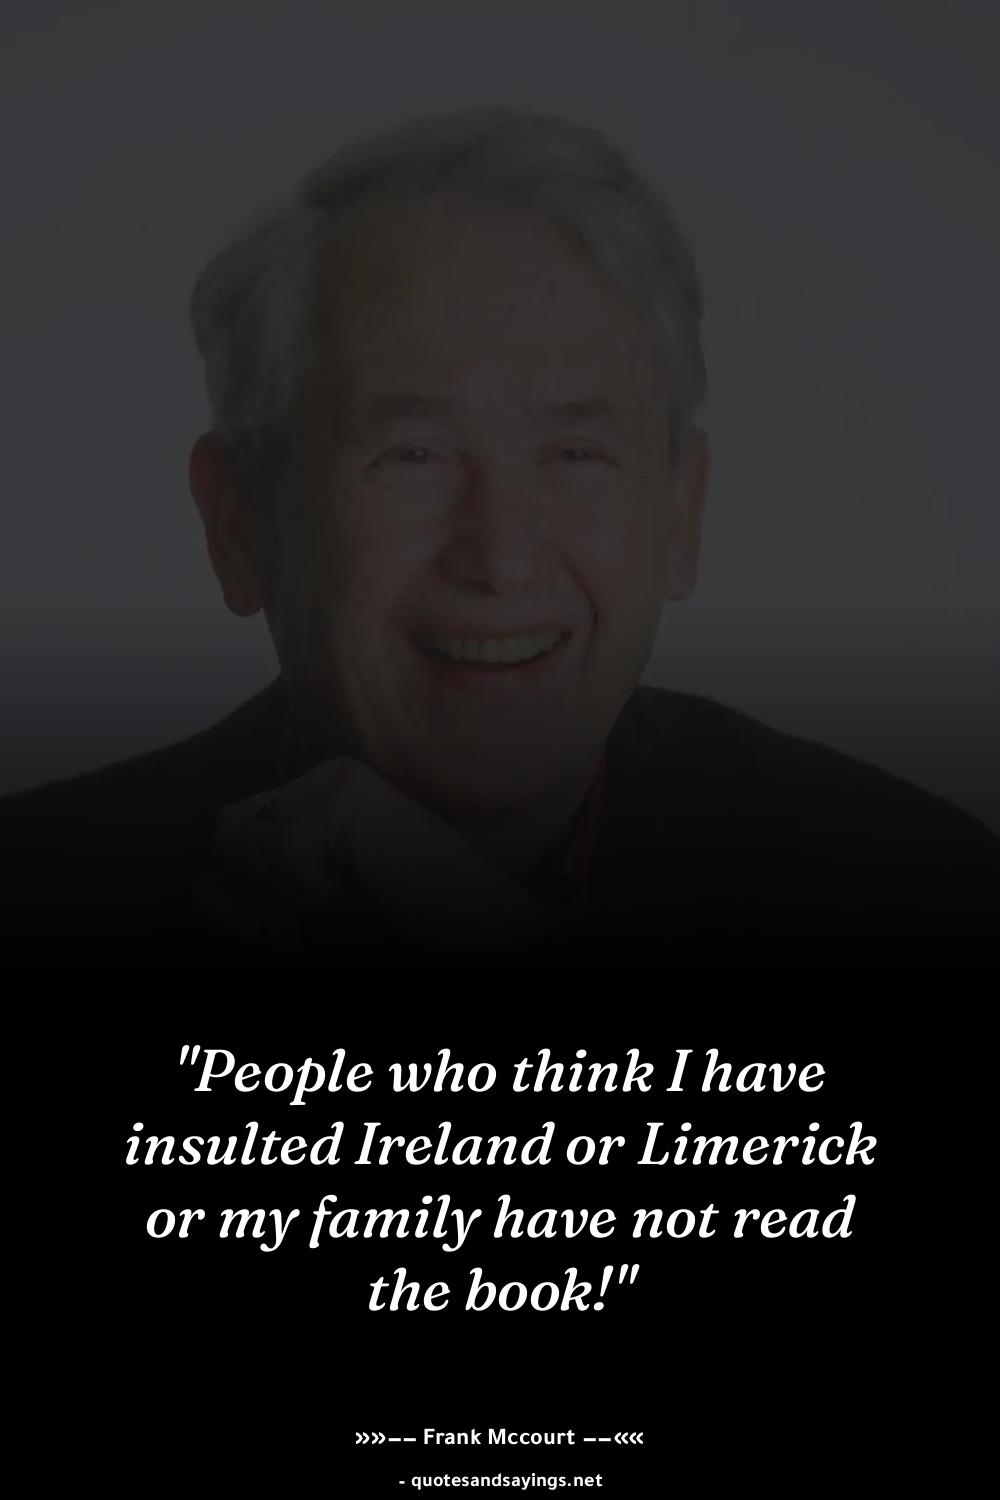 "People who think I have
insulted Ireland or Limerick
or my family have not read
the book!"
»»−− Frank Mccourt −−««
- quotesandsayings.net